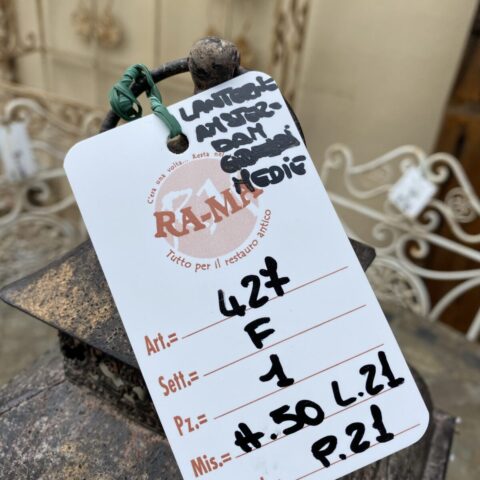 LANTERNE
AMSTER-
DAM
MEDIE
C'era una volta... Resta
RA-MA
Tutto per il restauro antico
Art.= 427
Sett.= F
Pz.= 1
Mis.= H.50 L.21
P.21